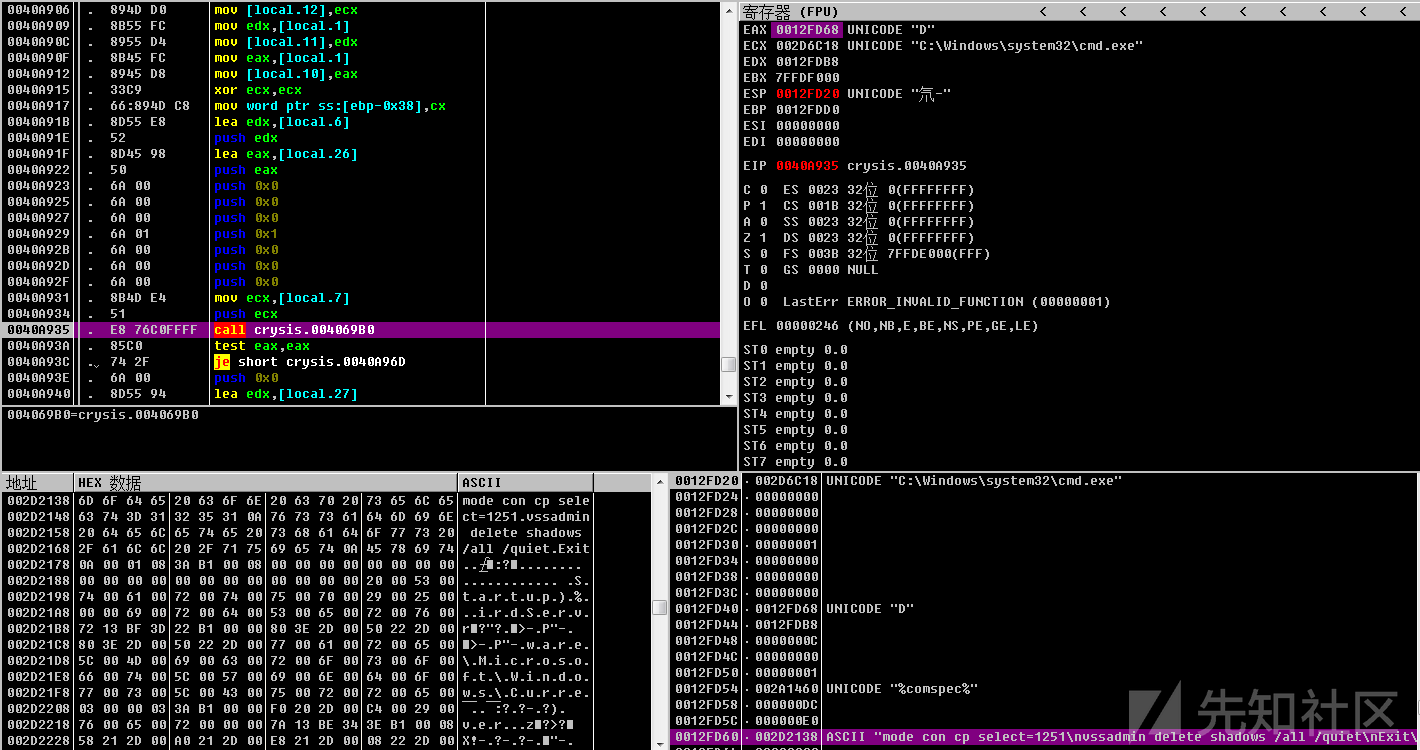 0040A906 . 894D D0 mov [local.12],ecx
0040A909 . 8B55 FC mov edx,[local.1]
0040A90C . 8955 D4 mov [local.11],edx
0040A90F . 8B45 FC mov eax,[local.1]
0040A912 . 8945 D8 mov [local.10],eax
0040A915 . 33C9 xor ecx,ecx
0040A917 . 66:894D C8 mov word ptr ss:[ebp-0x38],cx
0040A91B . 8D55 E8 lea edx,[local.6]
0040A91E . 52 push edx
0040A91F . 8D45 98 lea eax,[local.26]
0040A922 . 50 push eax
0040A923 . 6A 00 push 0x0
0040A925 . 6A 00 push 0x0
0040A927 . 6A 00 push 0x0
0040A929 . 6A 01 push 0x1
0040A92B . 6A 00 push 0x0
0040A92D . 6A 00 push 0x0
0040A92F . 6A 00 push 0x0
0040A931 . 8B4D E4 mov ecx,[local.7]
0040A934 . 51 push ecx
0040A935 . E8 76C0FFFF call crysis.004069B0
0040A93A . 85C0 test eax,eax
0040A93C . 74 2F je short crysis.0040A96D
0040A93E . 6A 00 push 0x0
0040A940 . 8D55 94 lea edx,[local.27]
004069B0=crysis.004069B0
寄存器 (FPU) < < < < < < < < < <
EAX 0012FD68 UNICODE "D"
ECX 002D6C18 UNICODE "C:\Windows\system32\cmd.exe"
EDX 0012FDB8
EBX 7FFDF000
ESP 0012FD20 UNICODE "氘-"
EBP 0012FDD0
ESI 00000000
EDI 00000000
EIP 0040A935 crysis.0040A935
C 0 ES 0023 32位 0(FFFFFFFF)
P 1 CS 001B 32位 0(FFFFFFFF)
A 0 SS 0023 32位 0(FFFFFFFF)
Z 1 DS 0023 32位 0(FFFFFFFF)
S 0 FS 003B 32位 7FFDE000(FFF)
T 0 GS 0000 NULL
D 0
O 0 LastErr ERROR_INVALID_FUNCTION (00000001)
EFL 00000246 (NO,NB,E,BE,NS,PE,GE,LE)
ST0 empty 0.0
ST1 empty 0.0
ST2 empty 0.0
ST3 empty 0.0
ST4 empty 0.0
ST5 empty 0.0
ST6 empty 0.0
ST7 empty 0.0
地址 HEX 数据 ASCII
002D2138 6D 6F 64 65 20 63 6F 6E 20 63 70 20 73 65 6C 65 mode con cp sele
002D2148 63 74 3D 31 32 35 31 0A 76 73 73 61 64 6D 69 6E ct=1251.vssadmin
002D2158 20 64 65 6C 65 74 65 20 73 68 61 64 6F 77 73 20 delete shadows
002D2168 2F 61 6C 6C 20 2F 71 75 69 65 74 0A 45 78 69 74 /all /quiet.Exit
002D2178 0A 00 01 08 3A B1 00 08 00 00 00 00 00 00 00 00
002D2188 00 00 00 00 00 00 00 00 00 00 00 00 20 00 53 00 ............ .S.
002D2198 74 00 61 00 72 00 74 00 75 00 70 00 29 00 25 00 t.a.r.t.u.p.).%.
002D21A8 00 00 69 00 72 00 64 00 53 00 65 00 72 00 76 00 ..i.r.d.S.e.r.v.
002D21B8 72 13 BF 3D 22 B1 00 00 80 3E 2D 00 50 22 2D 00
002D21C8 80 3E 2D 00 50 22 2D 00 77 00 61 00 72 00 65 00
002D21D8 5C 00 4D 00 69 00 63 00 72 00 6F 00 73 00 6F 00 \.M.i.c.r.o.s.o.
002D21E8 66 00 74 00 5C 00 57 00 69 00 6E 00 64 00 6F 00 f.t.\.W.i.n.d.o.
002D21F8 77 00 73 00 5C 00 43 00 75 00 72 00 72 00 65 00 w.s.\.C.u.r.r.e.
002D2208 03 00 00 03 3A B1 00 00 F0 20 2D 00 C4 00 29 00
002D2218 76 00 65 00 72 00 00 00 7A 13 BE 34 3E B1 00 08
002D2228 58 21 2D 00 A0 21 2D 00 E8 21 2D 00 08 22 2D 00
0012FD20 002D6C18 UNICODE "C:\Windows\system32\cmd.exe"
0012FD24 00000000
0012FD28 00000000
0012FD2C 00000000
0012FD30 00000001
0012FD34 00000000
0012FD38 00000000
0012FD3C 00000000
0012FD40 0012FD68 UNICODE "D"
0012FD44 0012FDB8
0012FD48 0000000C
0012FD4C 00000000
0012FD50 00000001
0012FD54 002A1460 UNICODE "%comspec%"
0012FD58 000000DC
0012FD5C 000000E0
0012FD60 002D2138 ASCII "mode con cp select=1251\nvssadmin delete shadows /all /quiet\nExit\
先知社区